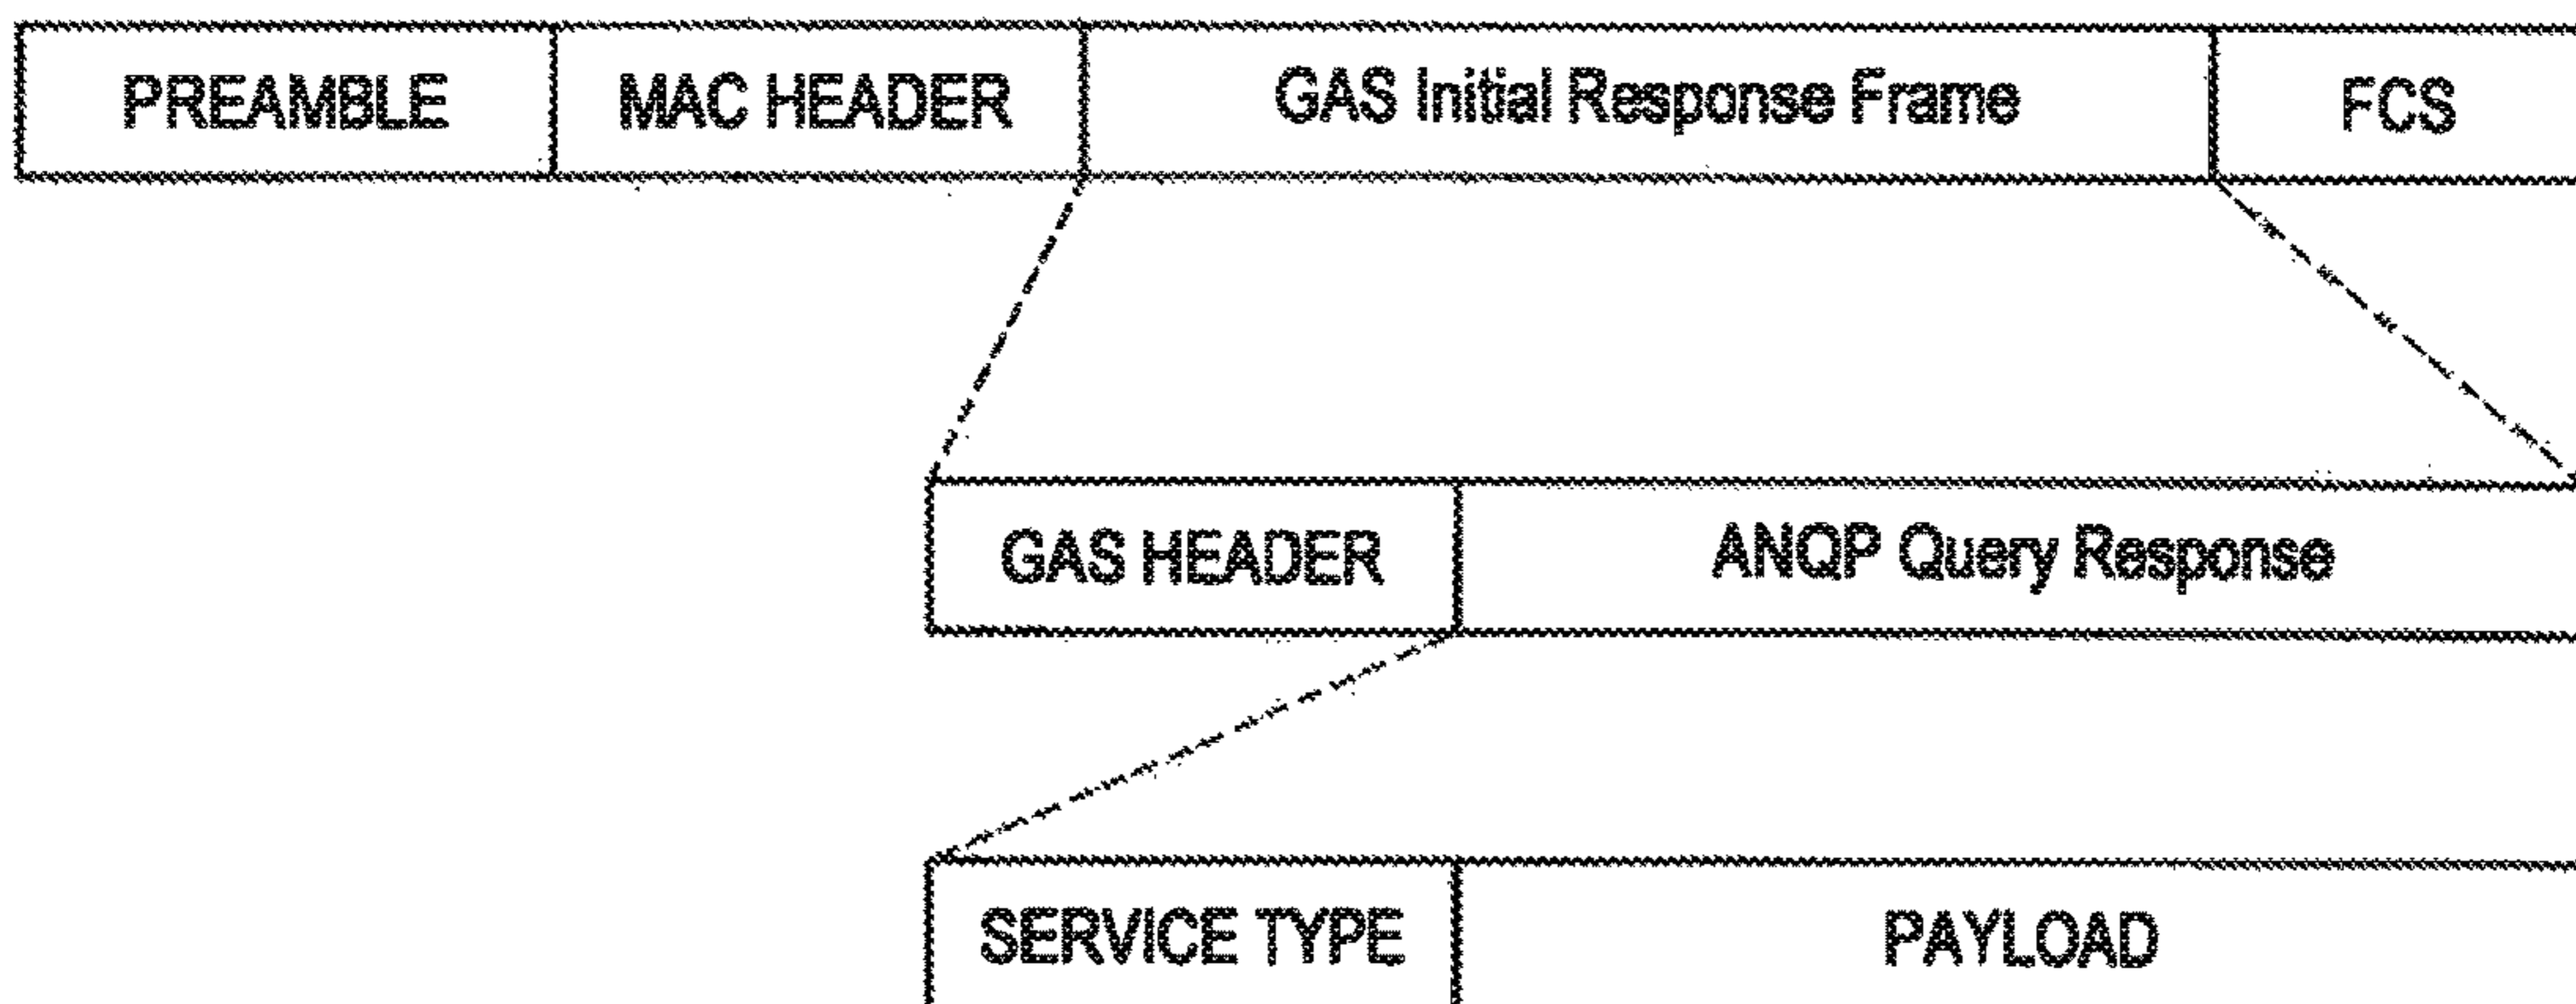 PREAMBLE MAC HEADER GAS Initial Response Frame FCS
GAS HEADER ANQP Query Response
SERVICE TYPE PAYLOAD